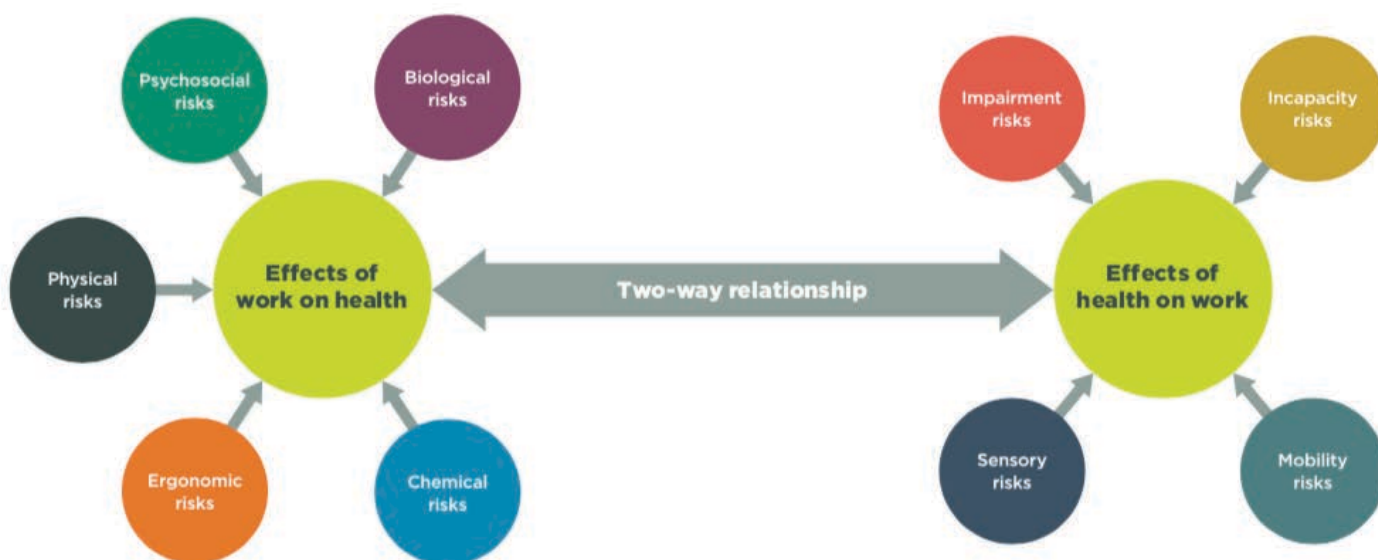 Psychosocial
risks
Biological
risks
Physical
risks
Effects of
work on health
Ergonomic
risks
Chemical
risks
Two-way relationship
Impairment
risks
Incapacity
risks
Effects of
health on work
Sensory
risks
Mobility
risks